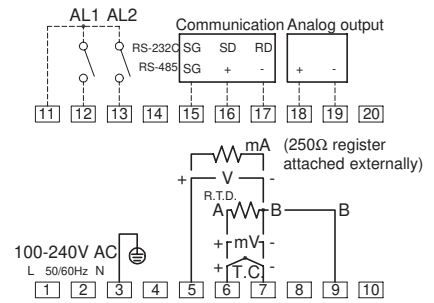 AL1 AL2
Communication Analog output
RS-232C SG SD RD
RS-485 SG + - + -
11 12 13 14 15 16 17 18 19 20
mA (250Ω register
attached externally)
+ V -
R.T.D.
A B B
+ mV -
100-240V AC
+ T.C. -
L 50/60Hz N
1 2 3 4 5 6 7 8 9 10